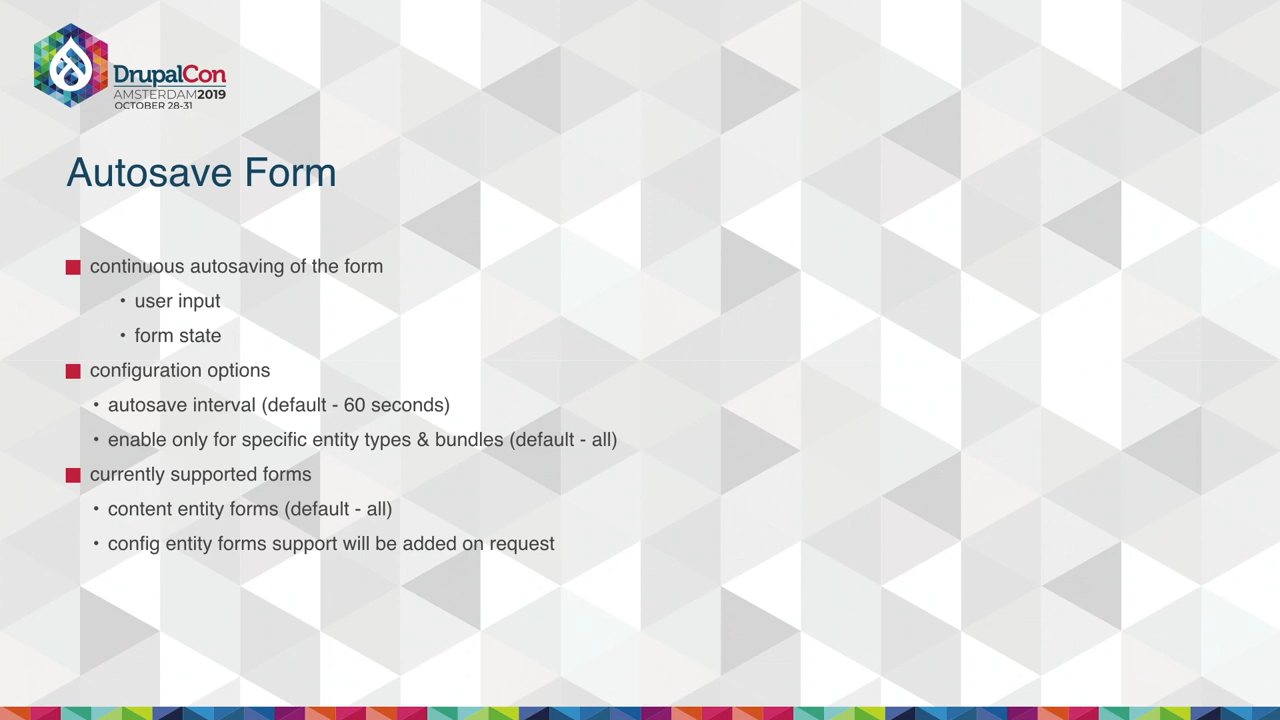 DrupalCon
AMSTERDAM2019
OCTOBER 28-31
Autosave Form
continuous autosaving of the form
• user input
• form state
configuration options
• autosave interval (default - 60 seconds)
• enable only for specific entity types & bundles (default - all)
currently supported forms
• content entity forms (default - all)
• config entity forms support will be added on request